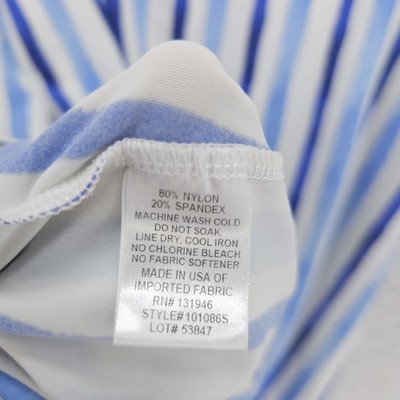 80% NYLON
20% SPANDEX
MACHINE WASH COLD
DO NOT SOAK
LINE DRY, COOL IRON
NO CHLORINE BLEACH
NO FABRIC SOFTENER
MADE IN USA OF
IMPORTED FABRIC
RN# 131946
STYLE#101086S
LOT# 53847